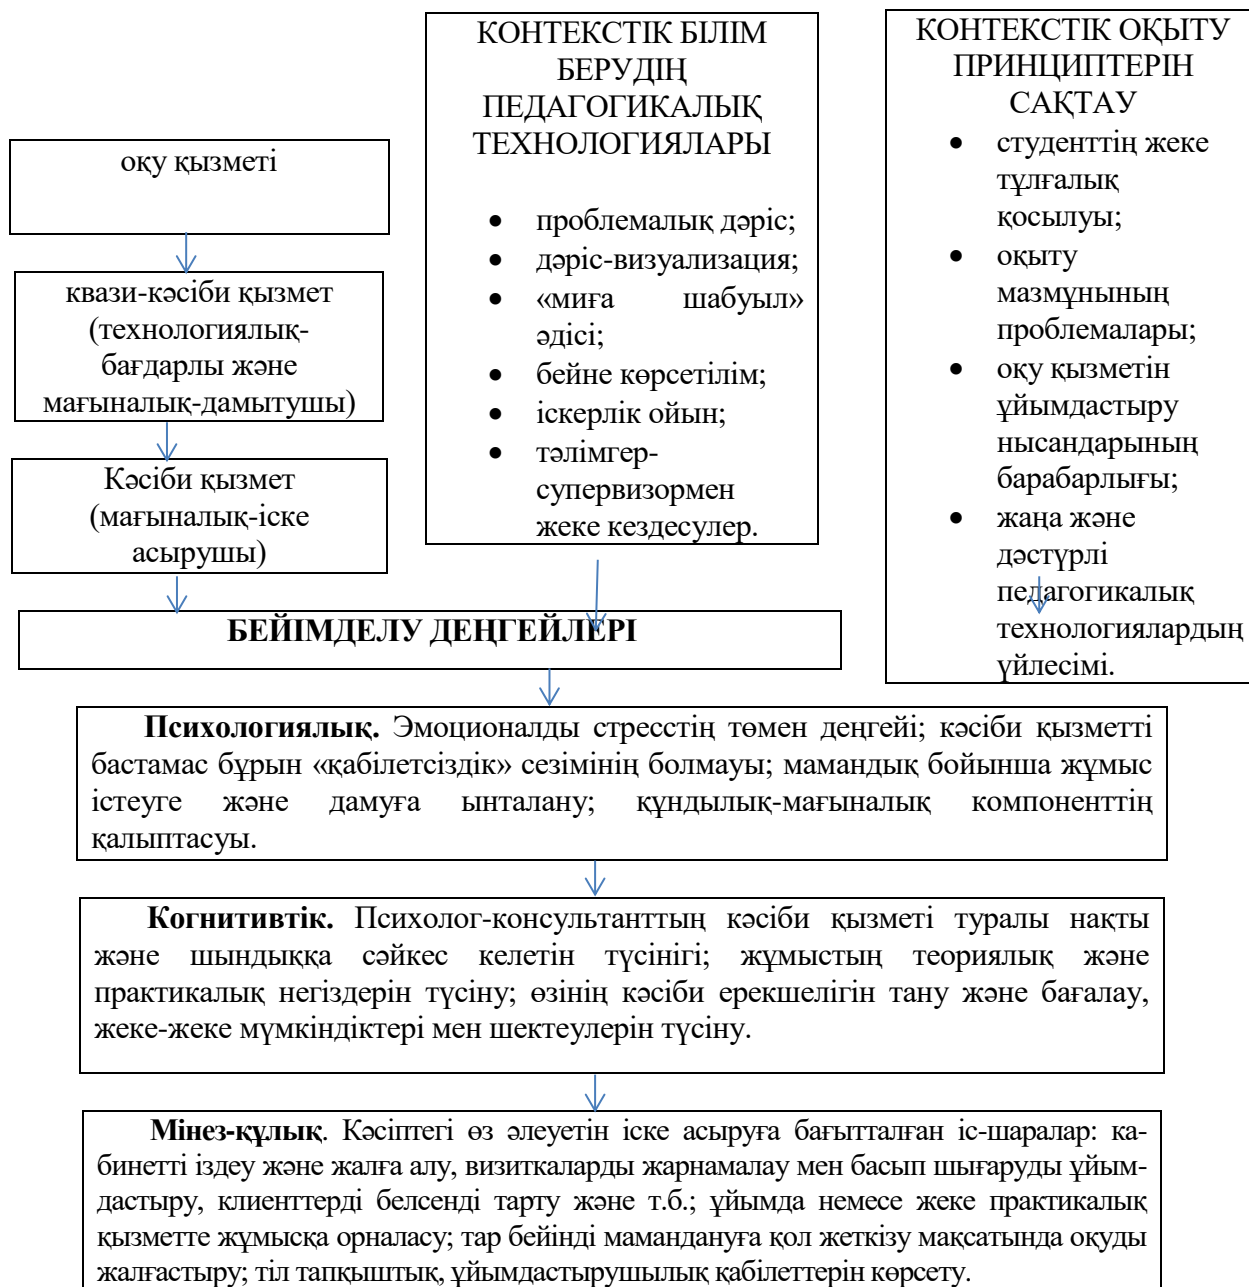 оқу қызметі
квази-кәсіби қызмет
(технологиялық-
бағдарлы және
мағыналық-дамытушы)
Кәсіби қызмет
(мағыналық-іске
асырушы)
КОНТЕКСТІК БІЛІМ
БЕРУДІҢ
ПЕДАГОГИКАЛЫҚ
ТЕХНОЛОГИЯЛАРЫ
• проблемалық дәріс;
• дәріс-визуализация;
• «миға шабуыл»
әдісі;
• бейне көрсетілім;
• іскерлік ойын;
• тәлімгер-
супервизормен
жеке кездесулер.
КОНТЕКСТІК ОҚЫТУ
ПРИНЦИПТЕРІН
САҚТАУ
• студенттің жеке
тұлғалық
қосылуы;
• оқыту
мазмұнының
проблемалары;
• оқу қызметін
ұйымдастыру
нысандарының
барабарлығы;
• жаңа және
дәстүрлі
педагогикалық
технологиялардың
үйлесімі.
БЕЙІМДЕЛУ ДЕҢГЕЙЛЕРІ
Психологиялық. Эмоционалды стресстің төмен деңгейі; кәсіби қызметті
бастамас бұрын «қабілетсіздік» сезімінің болмауы; мамандық бойынша жұмыс
істеуге және дамуға ынталану; құндылық-мағыналық компоненттің
қалыптасуы.
Когнитивтік. Психолог-консультанттың кәсіби қызметі туралы нақты
және шындыққа сәйкес келетін түсінігі; жұмыстың теориялық және
практикалық негіздерін түсіну; өзінің кәсіби ерекшелігін тану және бағалау,
жеке-жеке мүмкіндіктері мен шектеулерін түсіну.
Мінез-құлық. Кәсіптегі өз әлеуетін іске асыруға бағытталған іс-шаралар: ка-
бинетті іздеу және жалға алу, визиткаларды жарнамалау мен басып шығаруды ұйым-
дастыру, клиенттерді белсенді тарту және т.б.; ұйымда немесе жеке практикалық
қызметте жұмысқа орналасу; тар бейінді мамандануға қол жеткізу мақсатында оқуды
жалғастыру; тіл тапқыштық, ұйымдастырушылық қабілеттерін көрсету.